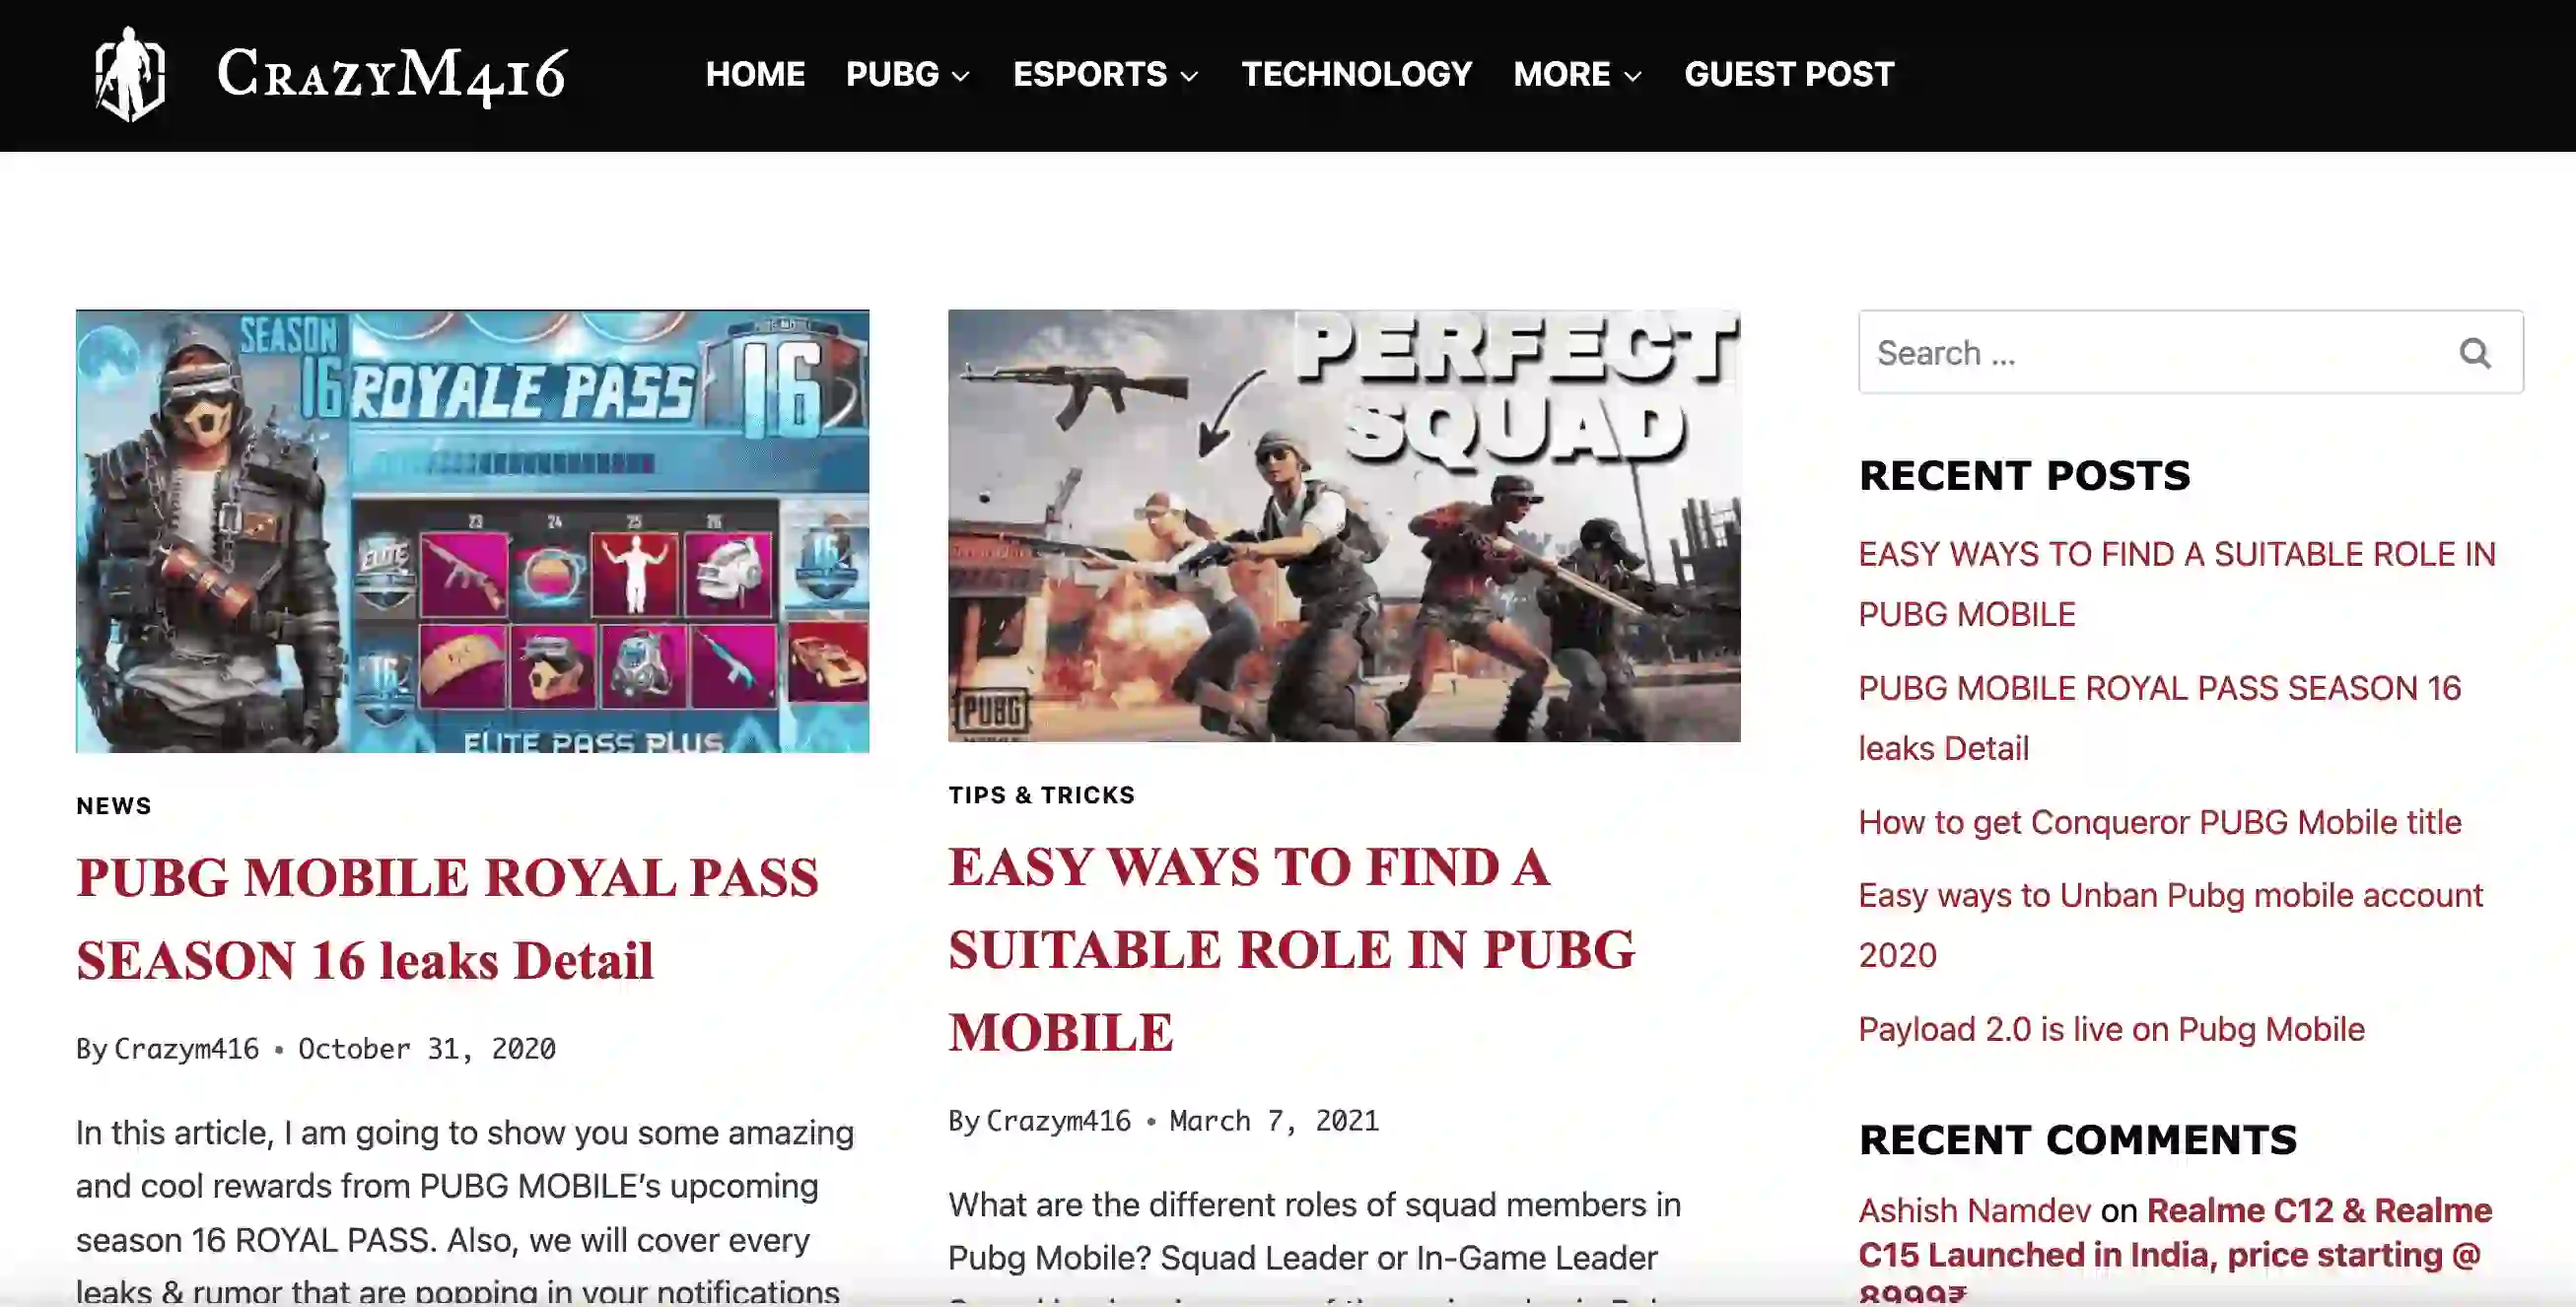 CrazyM416
HOME PUBG ESPORTS TECHNOLOGY MORE GUEST POST
SEASON
16
ROYALE PASS
16
23 24 25 26
ELITE
16
16
ELITE PASS PLUS
NEWS
PUBG MOBILE ROYAL PASS
SEASON 16 leaks Detail
By Crazym416 • October 31, 2020
In this article, I am going to show you some amazing
and cool rewards from PUBG MOBILE’s upcoming
season 16 ROYAL PASS. Also, we will cover every
leaks & rumor that are popping in your notifications
PERFECT
SQUAD
PUBG
TIPS & TRICKS
EASY WAYS TO FIND A
SUITABLE ROLE IN PUBG
MOBILE
By Crazym416 • March 7, 2021
What are the different roles of squad members in
Pubg Mobile? Squad Leader or In-Game Leader
Search ...
RECENT POSTS
EASY WAYS TO FIND A SUITABLE ROLE IN
PUBG MOBILE
PUBG MOBILE ROYAL PASS SEASON 16
leaks Detail
How to get Conqueror PUBG Mobile title
Easy ways to Unban Pubg mobile account
2020
Payload 2.0 is live on Pubg Mobile
RECENT COMMENTS
Ashish Namdev on Realme C12 & Realme
C15 Launched in India, price starting @
8999₹